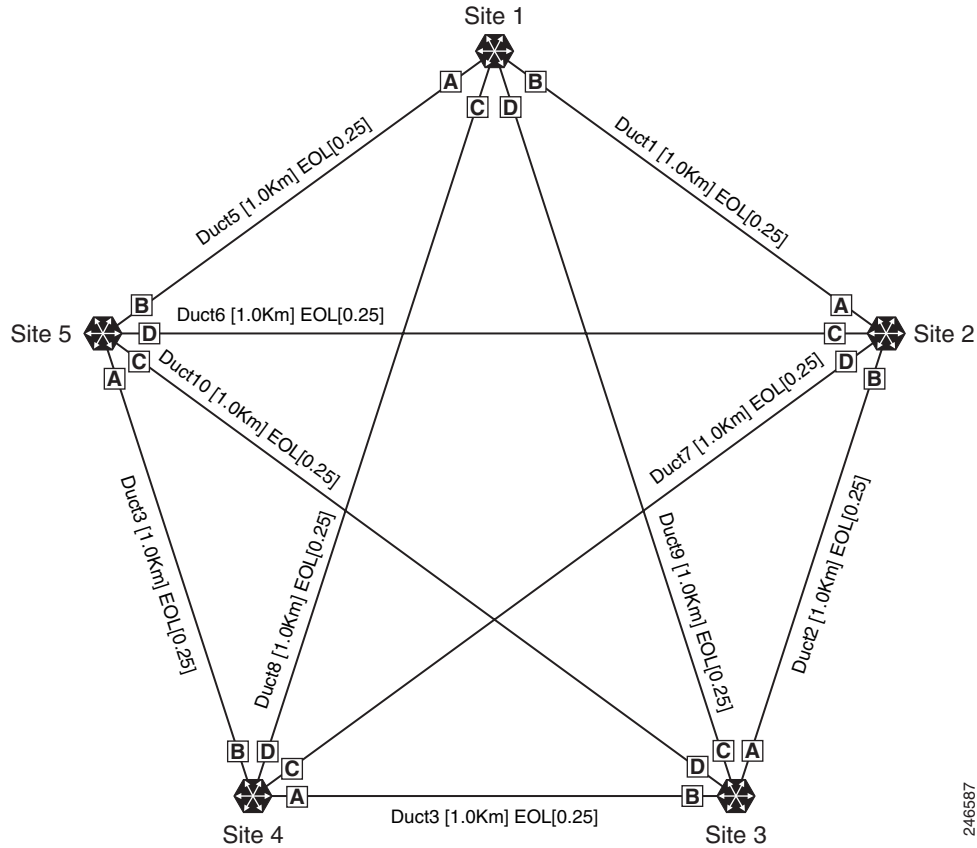 Site 1
A
B
C
D
Duct5 [1.0Km] EOL[0.25]
Duct1 [1.0Km] EOL[0.25]
B
A
Site 5
D
Duct6 [1.0Km] EOL[0.25]
C
Site 2
A
C
Duct10 [1.0Km] EOL[0.25]
Duct7 [1.0Km] EOL[0.25]
D
B
Duct3 [1.0Km] EOL[0.25]
Duct8 [1.0Km] EOL[0.25]
Duct9 [1.0Km] EOL[0.25]
Duct2 [1.0Km] EOL[0.25]
B
D
C
A
C
D
A
B
Duct3 [1.0Km] EOL[0.25]
Site 4
Site 3
246587